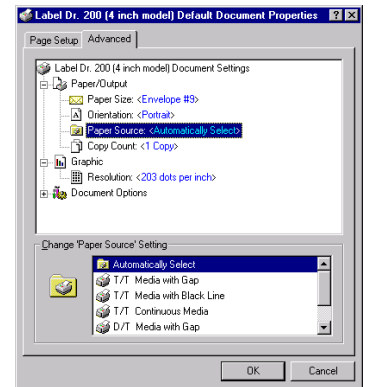 Label Dr. 200 (4 inch model) Default Document Properties
Page Setup Advanced
Label Dr. 200 (4 inch model) Document Settings
Paper/Output
Paper Size: <Envelope #9>
A Orientation: <Portrait>
Paper Source: <Automatically Select>
Copy Count: <1 Copy>
Graphic
Resolution: <203 dots per inch>
Document Options
Change 'Paper Source' Setting
Automatically Select
T/T Media with Gap
T/T Media with Black Line
T/T Continuous Media
D/T Media with Gap
OK Cancel